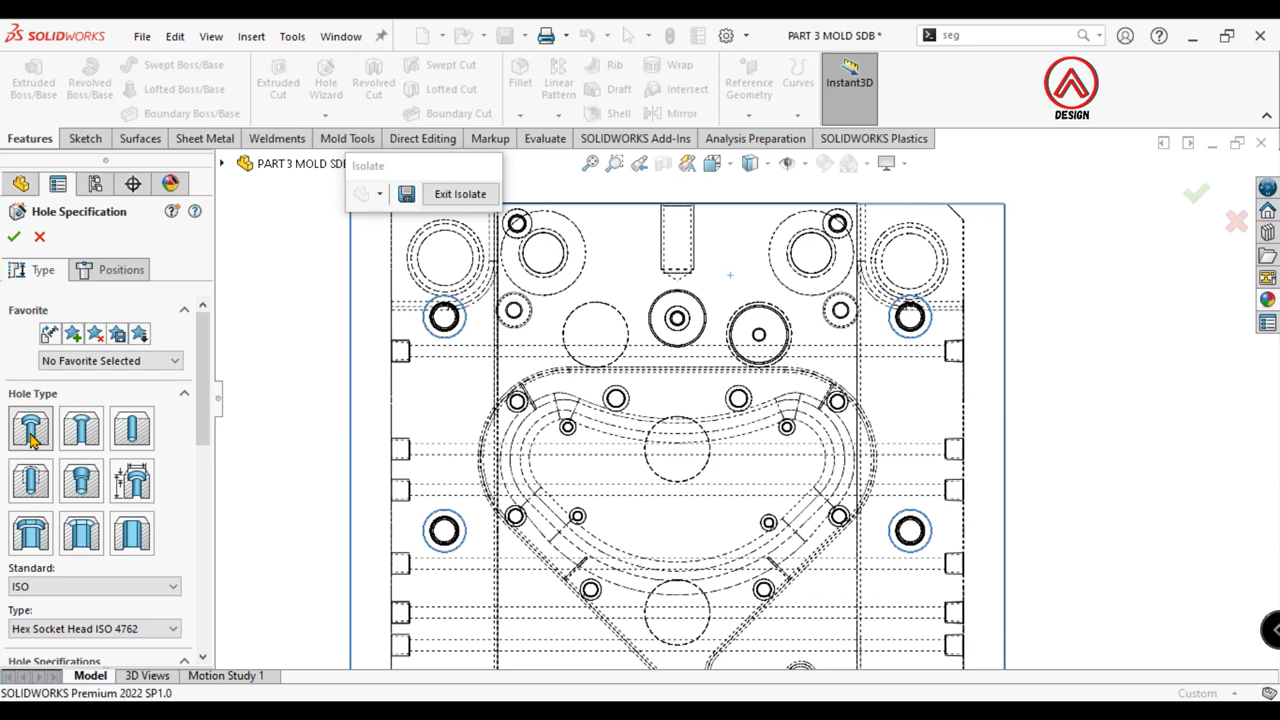 SOLIDWORKS File Edit View Insert Tools Window PART 3 MOLD SDB * seg
Extruded Boss/Base
Revolved Boss/Base
Swept Boss/Base
Lofted Boss/Base
Boundary Boss/Base
Extruded Cut
Hole Wizard
Revolved Cut
Swept Cut
Lofted Cut
Boundary Cut
Fillet
Linear Pattern
Rib
Draft
Shell
Wrap
Intersect
Mirror
Reference Geometry
Curves
Instant3D
DESIGN
Features Sketch Surfaces Sheet Metal Weldments Mold Tools Direct Editing Markup Evaluate SOLIDWORKS Add-Ins Analysis Preparation SOLIDWORKS Plastics
PART 3 MOLD SDB
Isolate
Exit Isolate
Hole Specification
Type Positions
Favorite
No Favorite Selected
Hole Type
Standard:
ISO
Type:
Hex Socket Head ISO 4762
Hole Specifications
Model 3D Views Motion Study 1
SOLIDWORKS Premium 2022 SP1.0 Custom